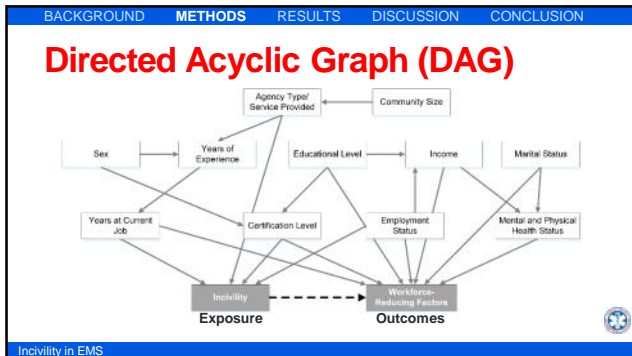 BACKGROUND METHODS RESULTS DISCUSSION CONCLUSION
Directed Acyclic Graph (DAG)
Agency Type/
Service Provided
Community Size
Sex
Years of
Experience
Educational Level
Income
Marital Status
Years at Current
Job
Certification Level
Employment
Status
Mental and Physical
Health Status
Incivility
Workforce-
Reducing Factors
Exposure
Outcomes
Incivility in EMS